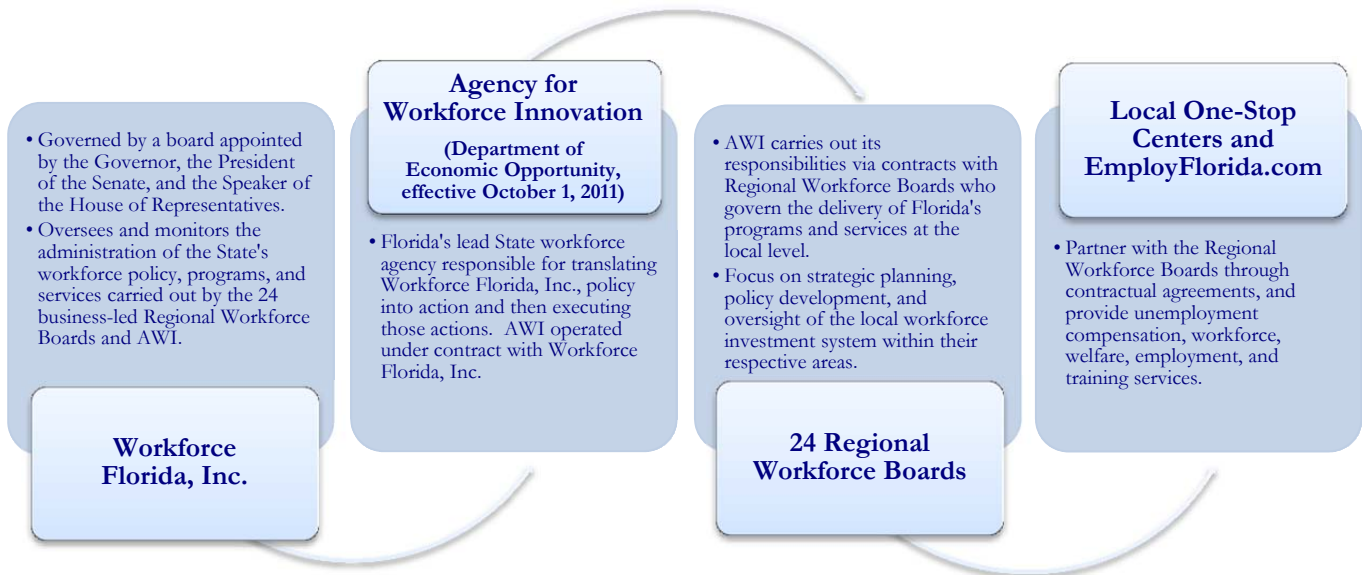 • Governed by a board appointed
by the Governor, the President
of the Senate, and the Speaker of
the House of Representatives.
• Oversees and monitors the
administration of the State's
workforce policy, programs, and
services carried out by the 24
business-led Regional Workforce
Boards and AWI.
Workforce
Florida, Inc.
Agency for
Workforce Innovation
(Department of
Economic Opportunity,
effective October 1, 2011)
• Florida's lead State workforce
agency responsible for translating
Workforce Florida, Inc., policy
into action and then executing
those actions. AWI operated
under contract with Workforce
Florida, Inc.
• AWI carries out its
responsibilities via contracts with
Regional Workforce Boards who
govern the delivery of Florida's
programs and services at the
local level.
• Focus on strategic planning,
policy development, and
oversight of the local workforce
investment system within their
respective areas.
24 Regional
Workforce Boards
Local One-Stop
Centers and
EmployFlorida.com
• Partner with the Regional
Workforce Boards through
contractual agreements, and
provide unemployment
compensation, workforce,
welfare, employment, and
training services.